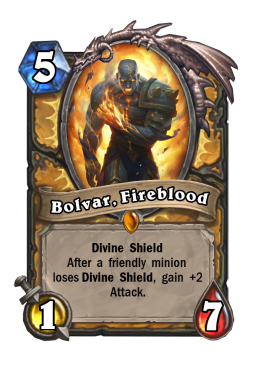 5
Bolvar, Fireblood
Divine Shield
After a friendly minion
loses Divine Shield, gain +2
Attack.
1
7